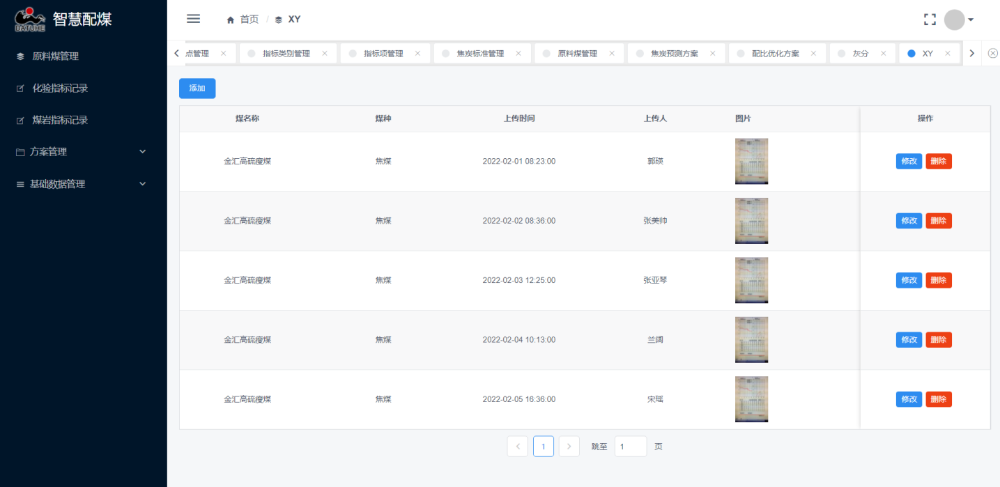 DATUHE 智慧配煤
首页 / XY
点管理 指标类别管理 指标项管理 焦炭标准管理 原料煤管理 焦炭预测方案 配比优化方案 灰分 XY
原料煤管理
化验指标记录
煤岩指标记录
方案管理
基础数据管理
添加
煤名称 煤种 上传时间 上传人 图片 操作
金汇高硫瘦煤 焦煤 2022-02-01 08:23:00 郭瑛 修改 删除
金汇高硫瘦煤 焦煤 2022-02-02 08:36:00 张美帅 修改 删除
金汇高硫瘦煤 焦煤 2022-02-03 12:25:00 张亚琴 修改 删除
金汇高硫瘦煤 焦煤 2022-02-04 10:13:00 兰阔 修改 删除
金汇高硫瘦煤 焦煤 2022-02-05 16:36:00 宋瑶 修改 删除
1 跳至 1 页